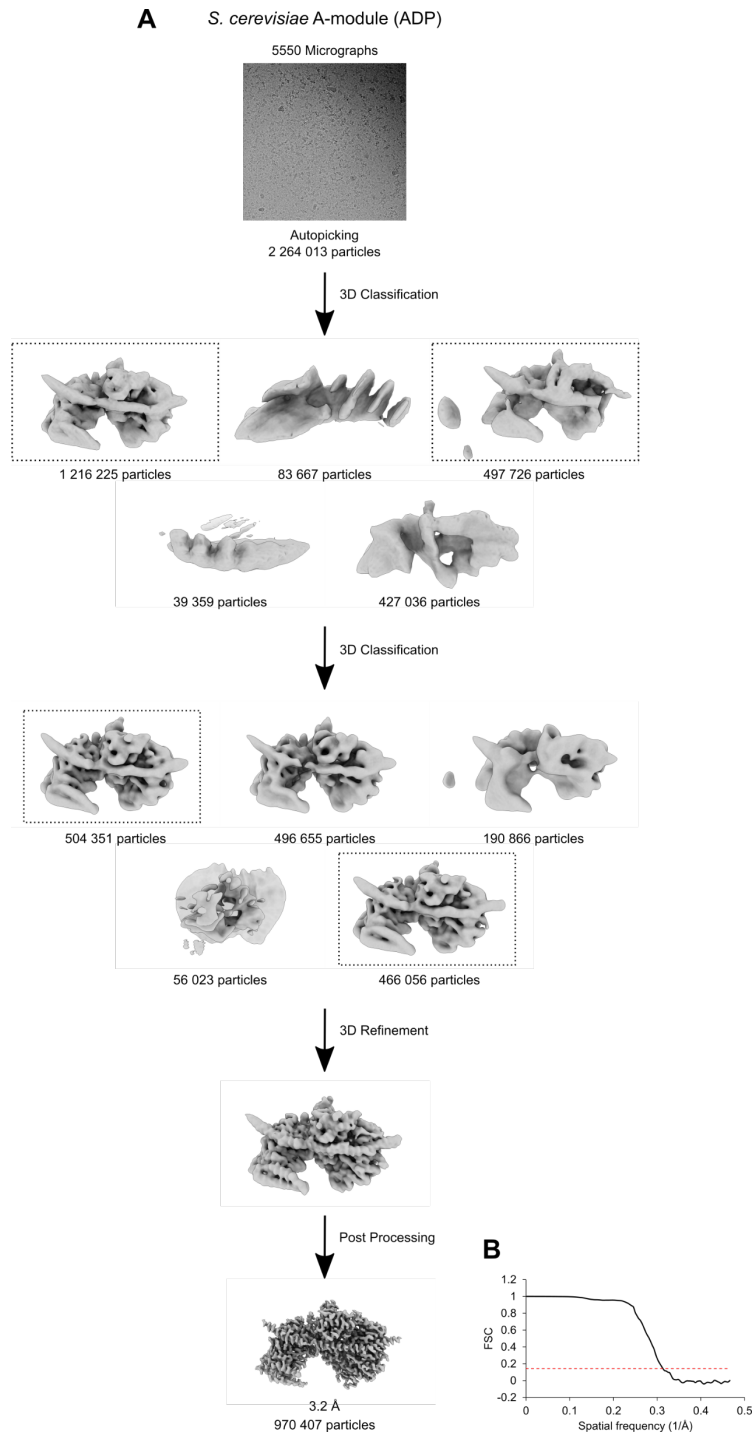 A
S. cerevisiae A-module (ADP)
5550 Micrographs
Autopicking
2 264 013 particles
3D Classification
1 216 225 particles
83 667 particles
497 726 particles
39 359 particles
427 036 particles
3D Classification
504 351 particles
496 655 particles
190 866 particles
56 023 particles
466 056 particles
3D Refinement
Post Processing
3.2 Å
970 407 particles
B
1.2
1
0.8
0.6
0.4
0.2
0
-0.2
FSC
0 0.1 0.2 0.3 0.4 0.5
Spatial frequency (1/Å)